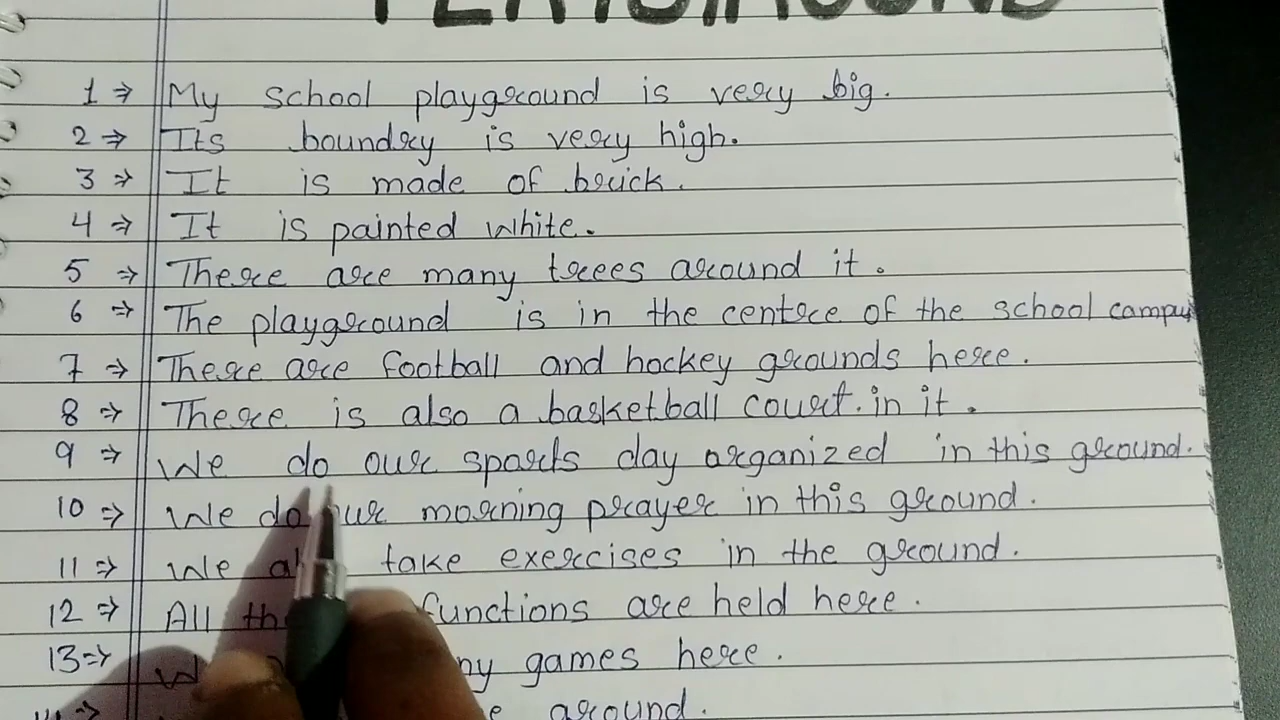 PLAYGROUND
1 ⇒ My school playground is very big.
2 ⇒ Its boundry is very high.
3 ⇒ It is made of brick.
4 ⇒ It is painted white.
5 ⇒ There are many trees around it.
6 ⇒ The playground is in the centre of the school campus
7 ⇒ There are football and hockey grounds here.
8 ⇒ There is also a basketball court. in it.
9 ⇒ We do our sports day organized in this ground.
10 ⇒ We do our morning prayer in this ground.
11 ⇒ We take exercises in the ground.
12 ⇒ All functions are held here.
13 ⇒ games here.
around.